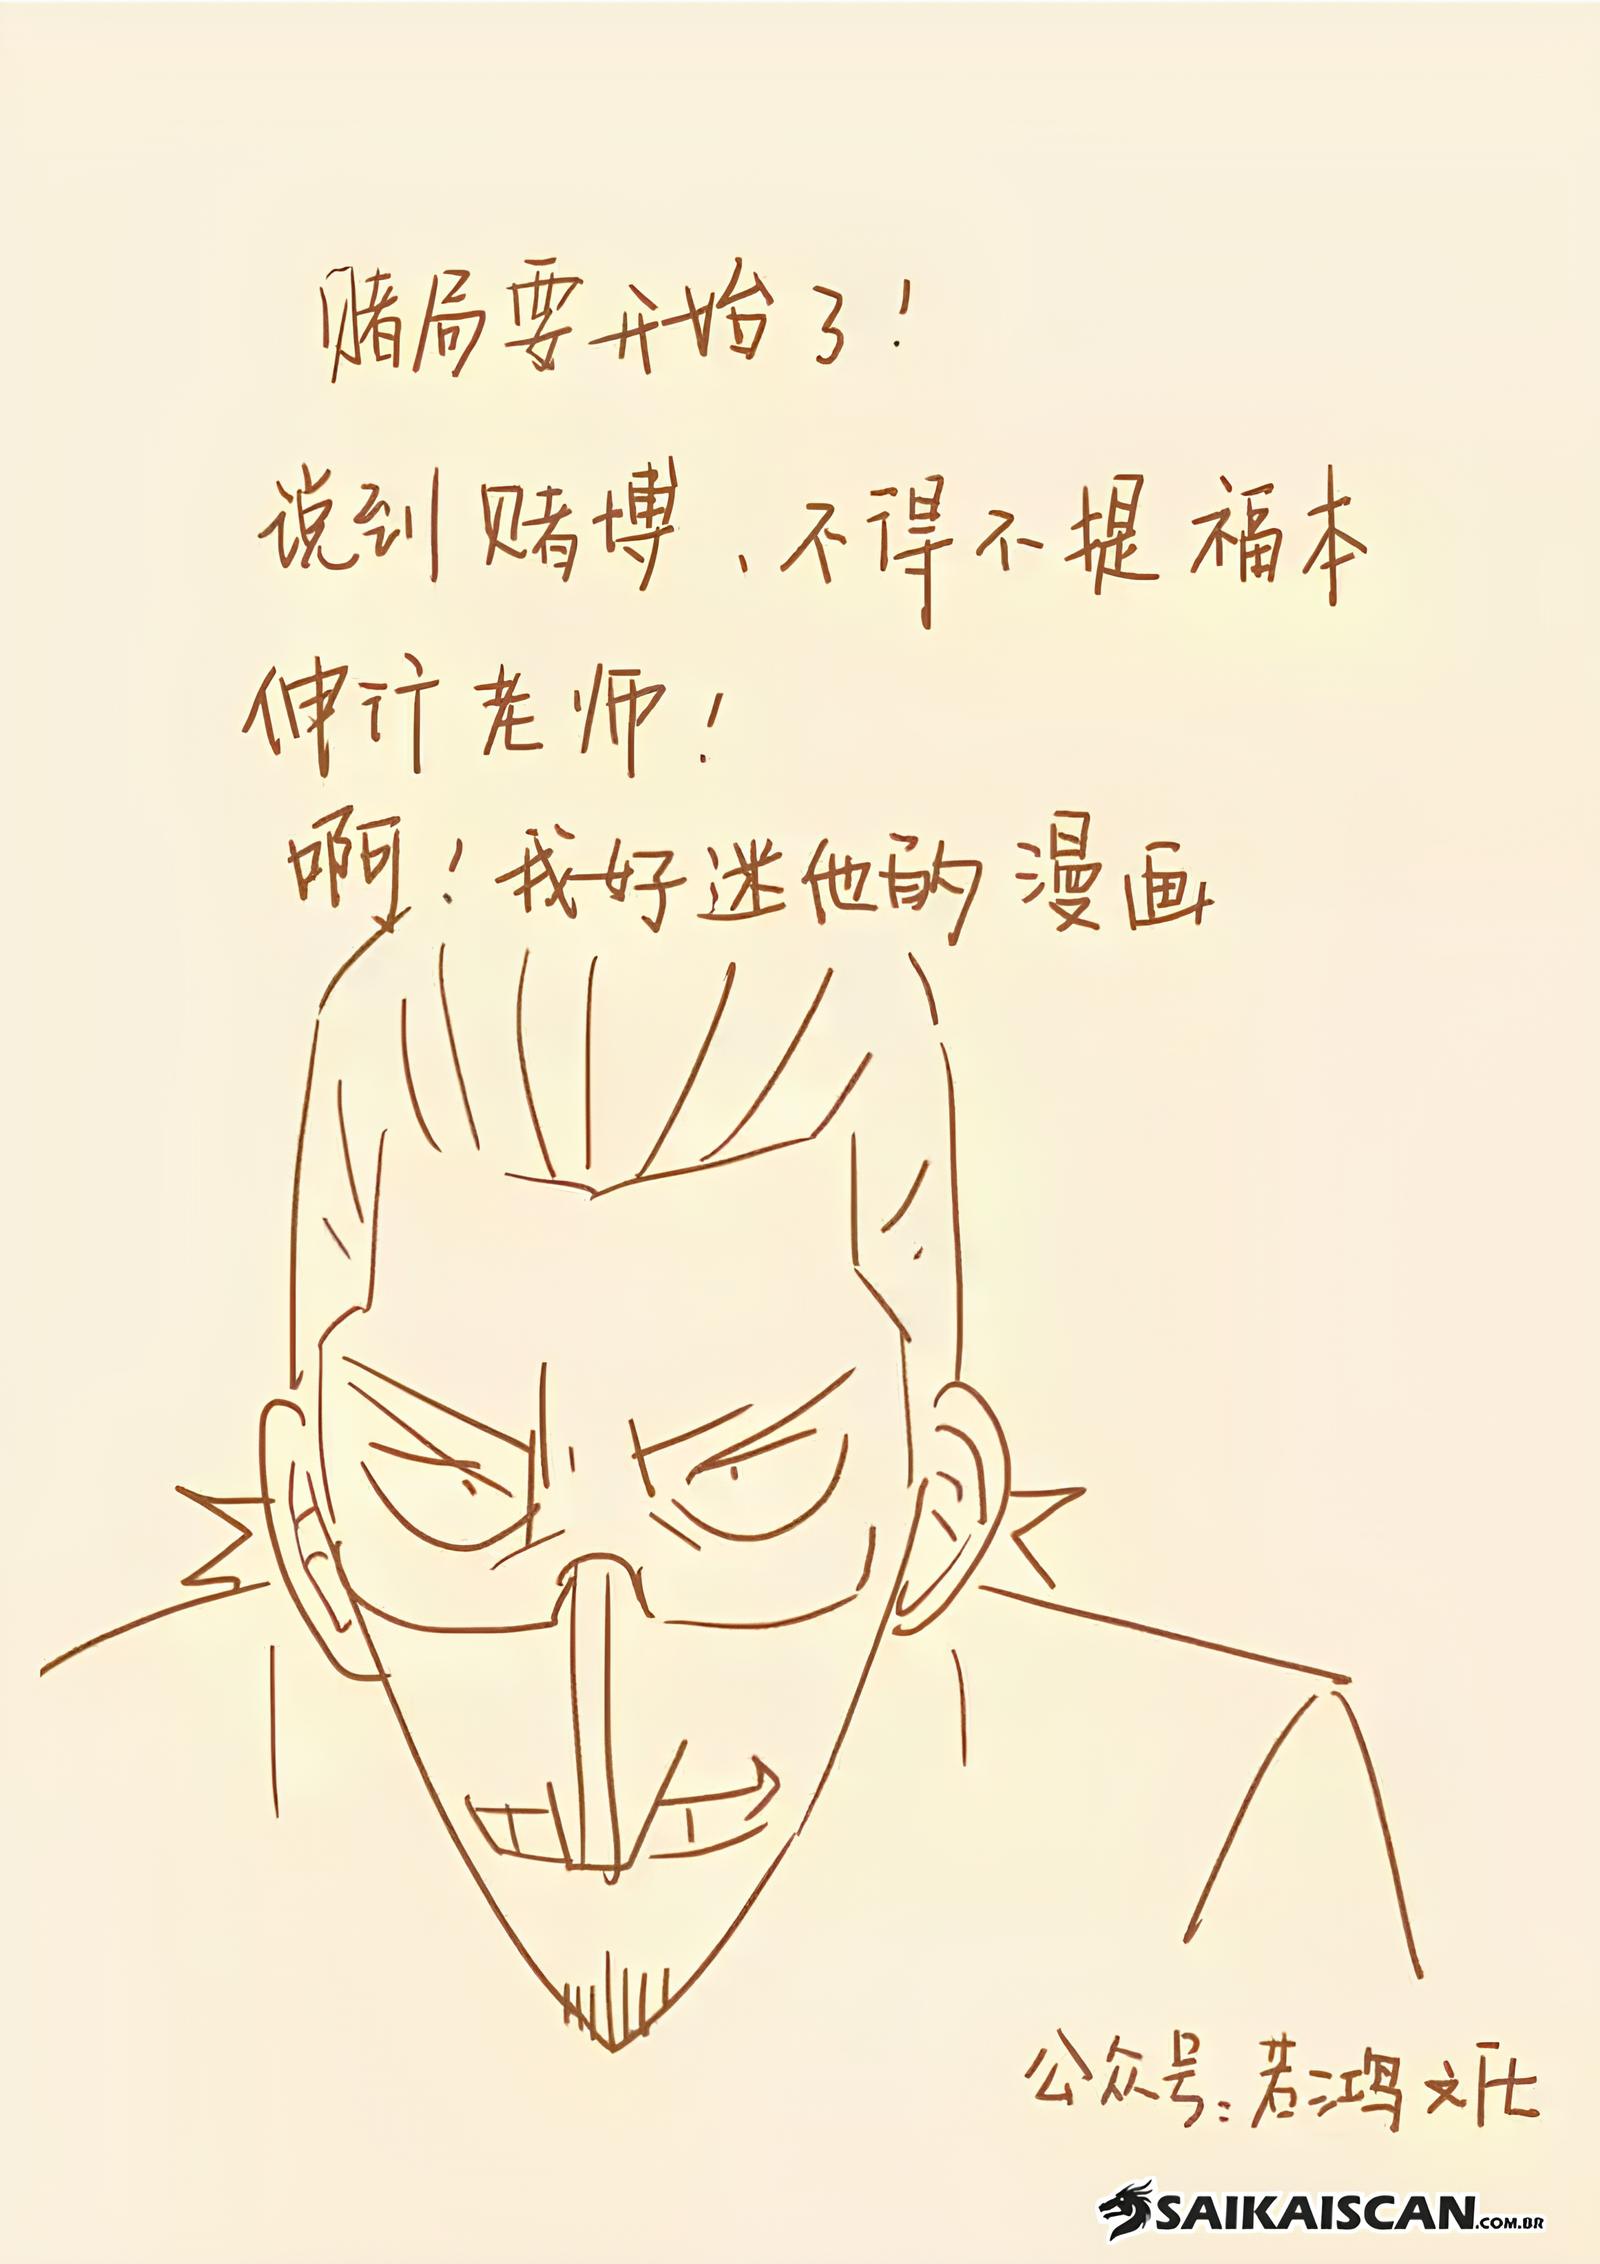 赌局要开始了！
说到赌博、不得不提福本
伸计老师！
啊！我好迷他的漫画
公众号：若鸿文社
SAIKAISCAN.COM.BR